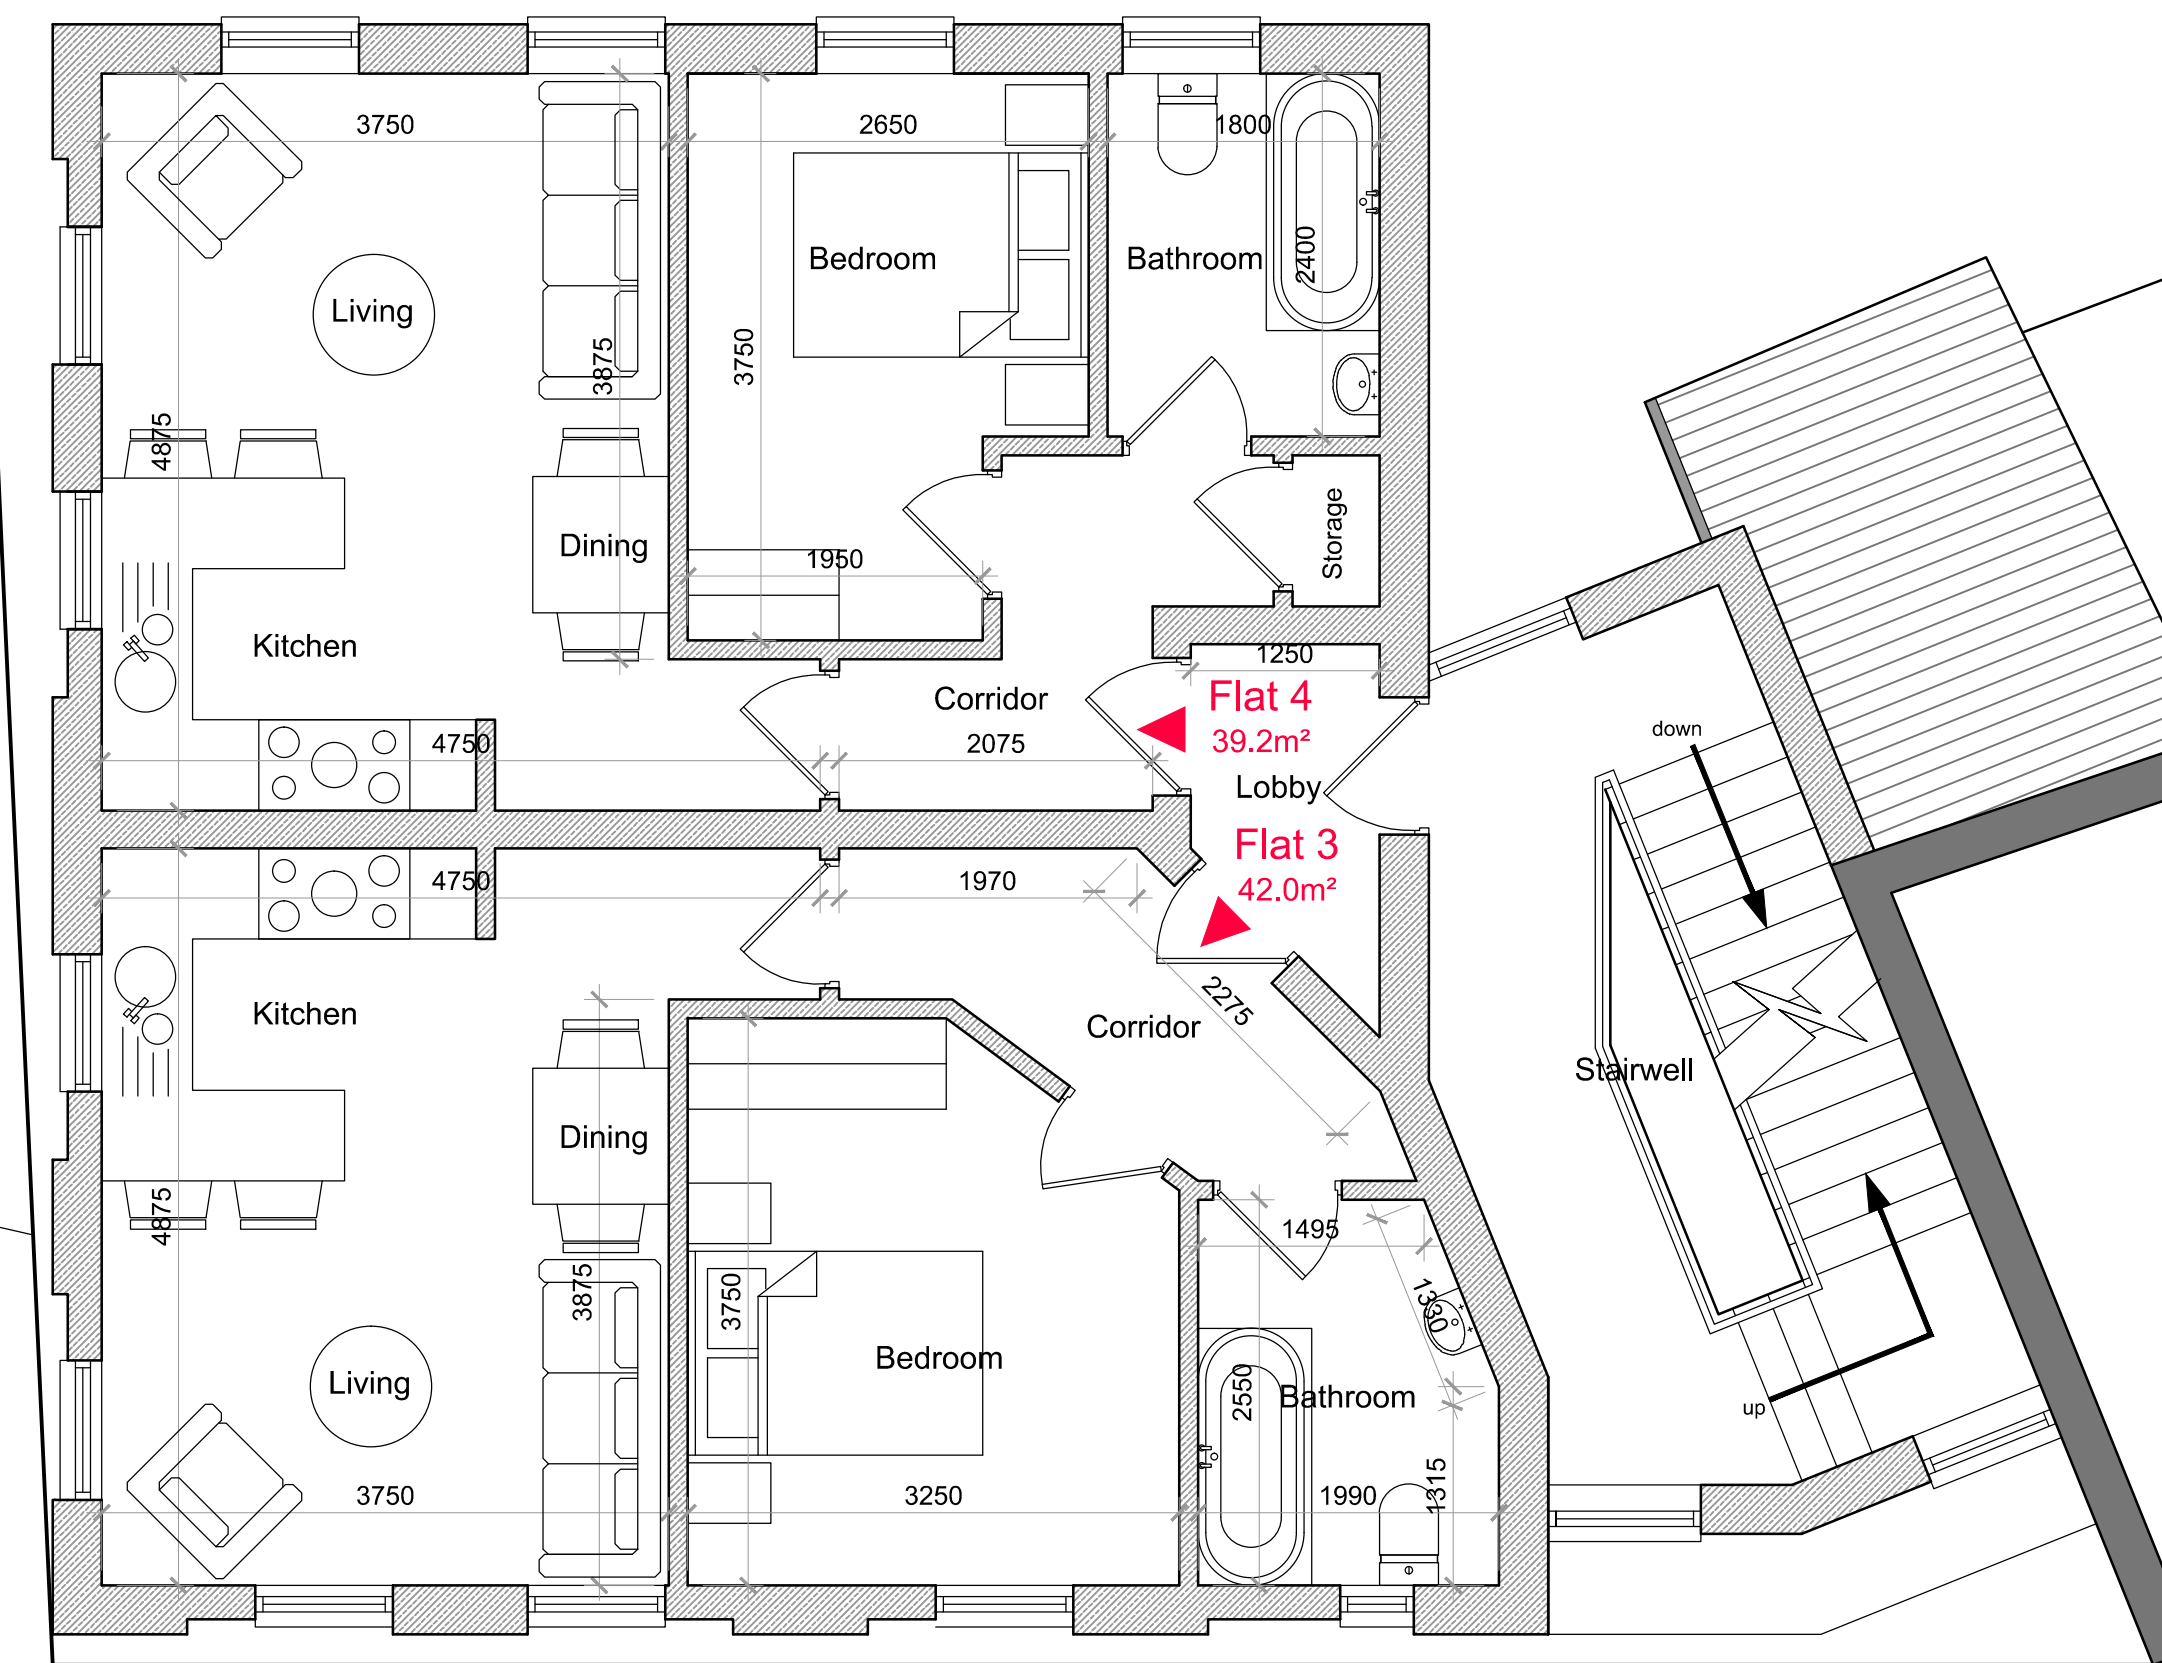 3750
2650
1800
Bedroom
Bathroom
2400
Living
3875
3750
4875
Storage
Dining
1950
Kitchen
1250
Corridor
Flat 4
39.2m²
4750
2075
down
Lobby
Flat 3
42.0m²
4750
1970
2275
Kitchen
Corridor
Stairwell
Dining
4875
1495
3875
3750
1330
Bedroom
Living
2550
Bathroom
up
1315
3750
3250
1990